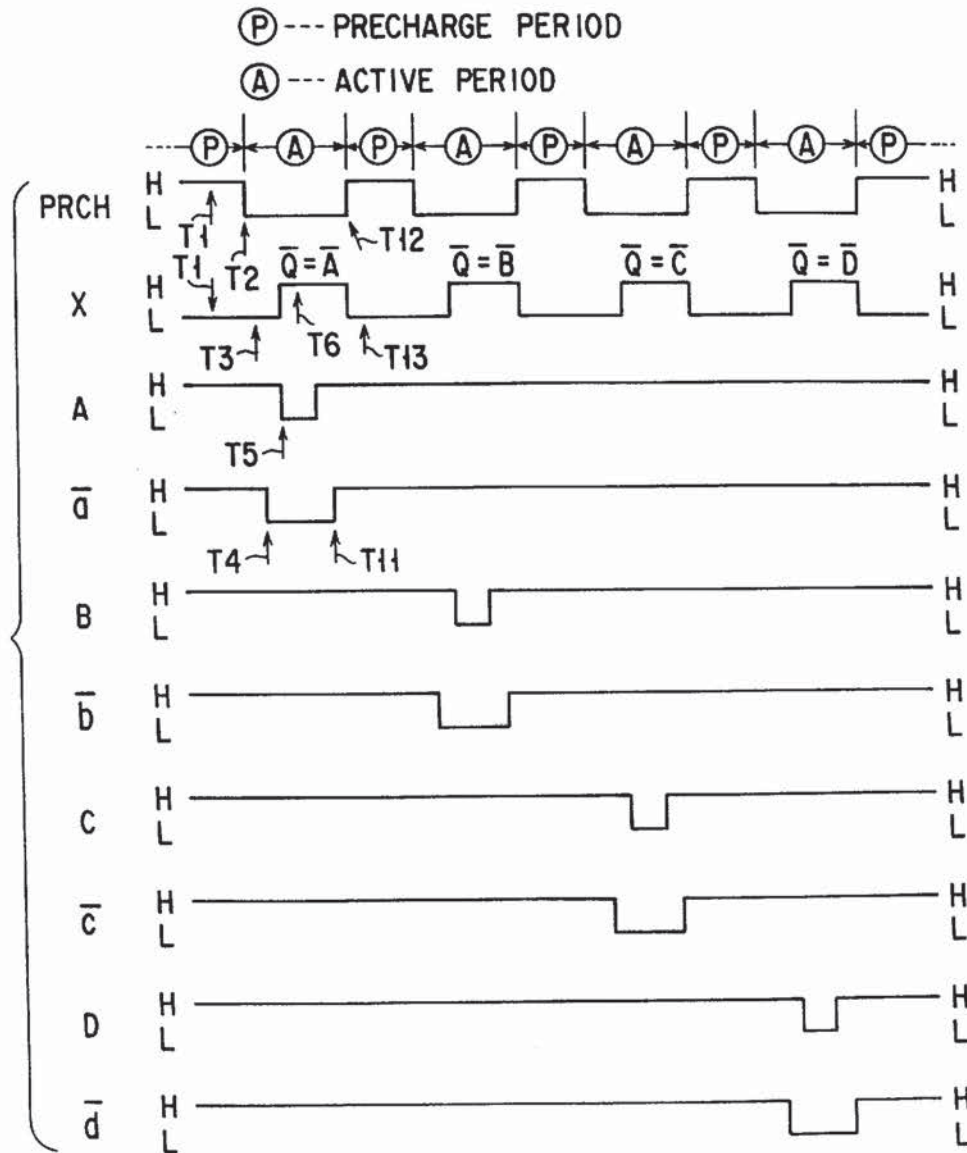 Ⓟ --- PRECHARGE PERIOD
Ⓐ --- ACTIVE PERIOD
Ⓟ Ⓐ Ⓟ Ⓐ Ⓟ Ⓐ Ⓟ Ⓐ Ⓟ
PRCH H L H L
T1 T2 T12
T1 Q̅=A̅ Q̅=B̅ Q̅=C̅ Q̅=D̅
X H L H L
T3 T6 T13
A H L H L
T5
a̅ H L H L
T4 T11
B H L H L
b̅ H L H L
C H L H L
c̅ H L H L
D H L H L
d̅ H L H L